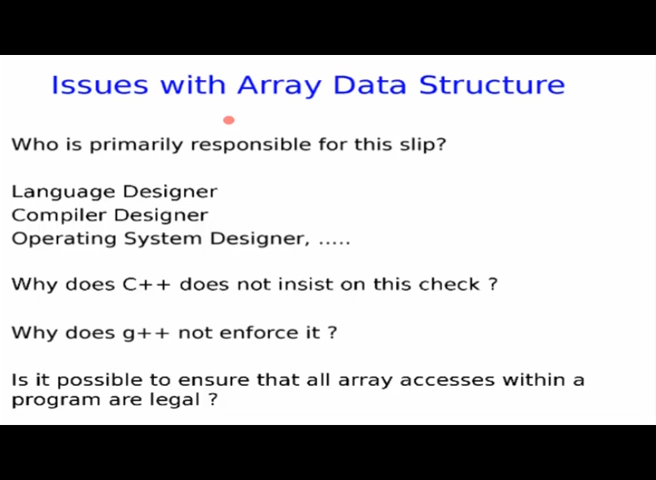 Issues with Array Data Structure
Who is primarily responsible for this slip?
Language Designer
Compiler Designer
Operating System Designer, .....
Why does C++ does not insist on this check ?
Why does g++ not enforce it ?
Is it possible to ensure that all array accesses within a
program are legal ?